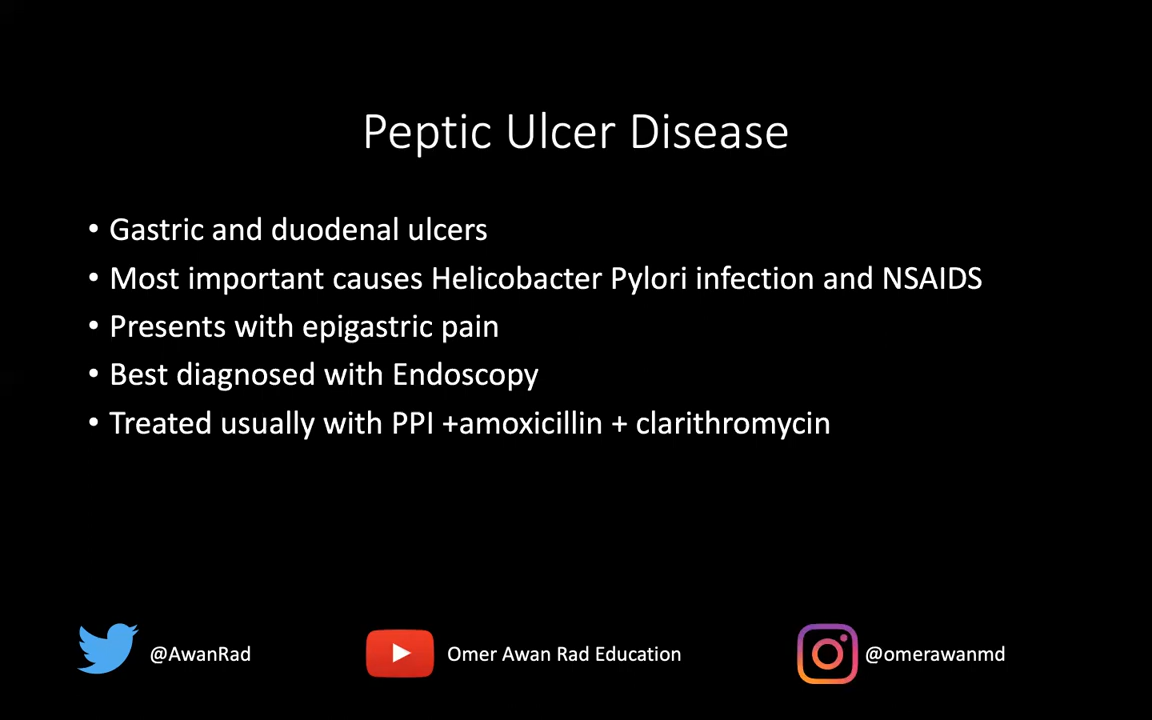 Peptic Ulcer Disease
• Gastric and duodenal ulcers
• Most important causes Helicobacter Pylori infection and NSAIDS
• Presents with epigastric pain
• Best diagnosed with Endoscopy
• Treated usually with PPI +amoxicillin + clarithromycin
@AwanRad
Omer Awan Rad Education
@omerawanmd